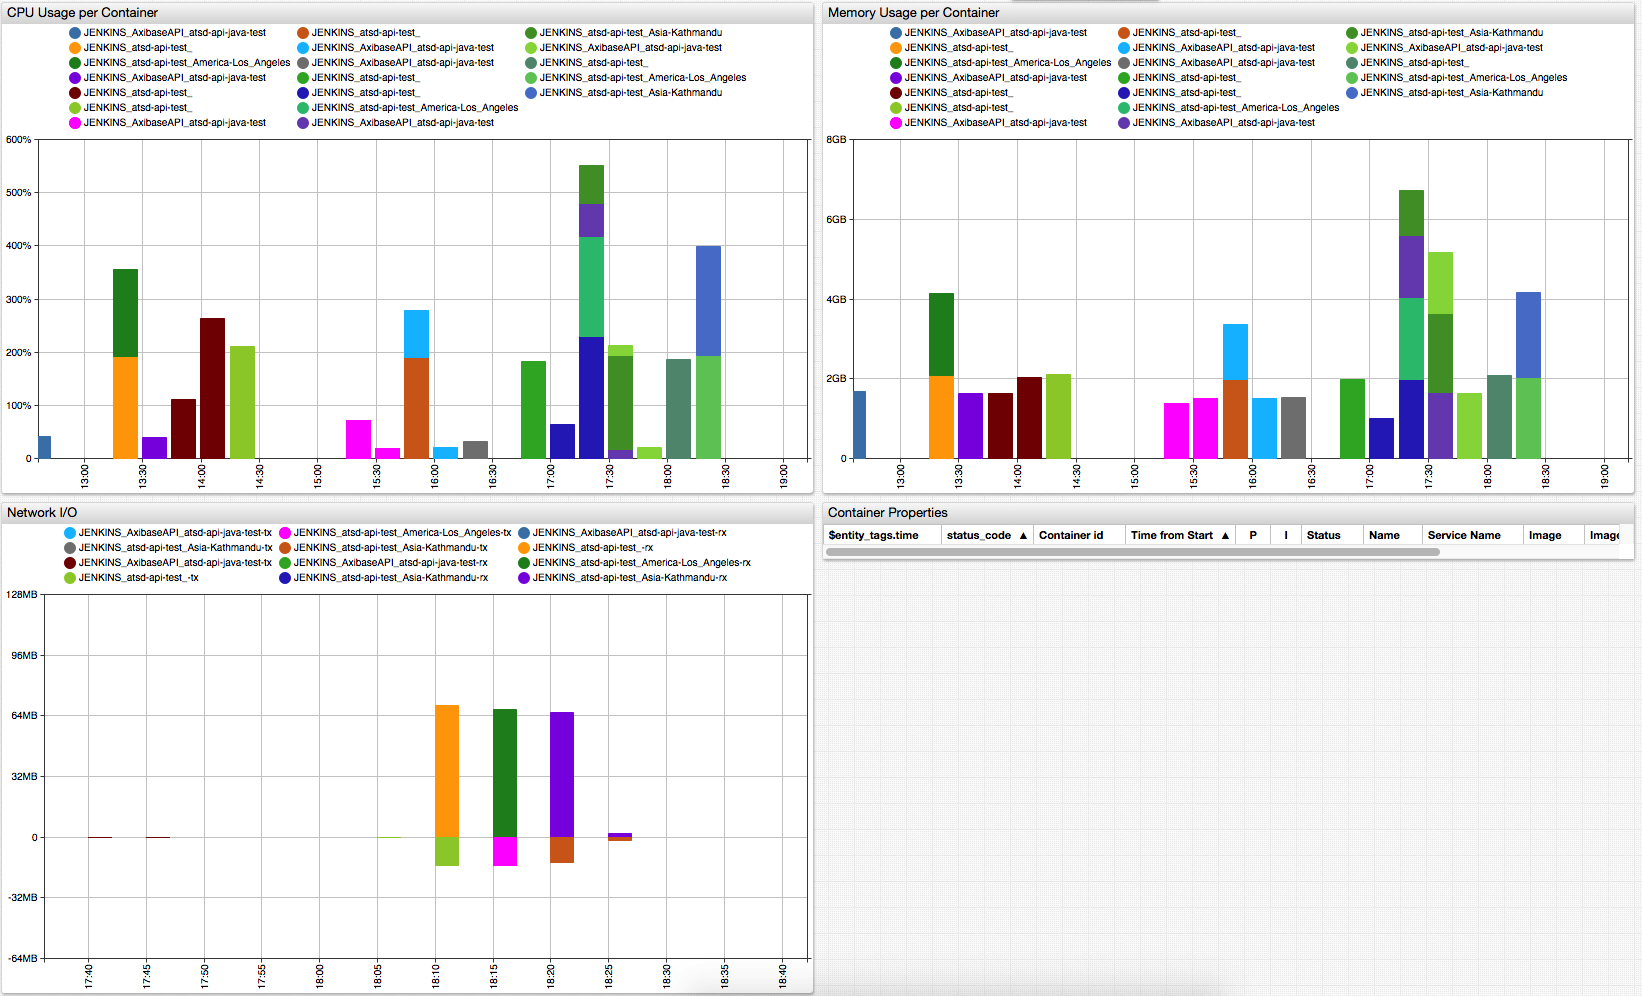 CPU Usage per Container
JENKINS_AxibaseAPI_atsd-api-java-test JENKINS_atsd-api-test_ JENKINS_atsd-api-test_Asia-Kathmandu
JENKINS_atsd-api-test_ JENKINS_AxibaseAPI_atsd-api-java-test JENKINS_AxibaseAPI_atsd-api-java-test
JENKINS_atsd-api-test_America-Los_Angeles JENKINS_AxibaseAPI_atsd-api-java-test JENKINS_atsd-api-test_
JENKINS_AxibaseAPI_atsd-api-java-test JENKINS_atsd-api-test_ JENKINS_atsd-api-test_America-Los_Angeles
JENKINS_atsd-api-test_ JENKINS_atsd-api-test_ JENKINS_atsd-api-test_Asia-Kathmandu
JENKINS_atsd-api-test_ JENKINS_atsd-api-test_America-Los_Angeles
JENKINS_AxibaseAPI_atsd-api-java-test JENKINS_AxibaseAPI_atsd-api-java-test
600%
500%
400%
300%
200%
100%
0
13:00 13:30 14:00 14:30 15:00 15:30 16:00 16:30 17:00 17:30 18:00 18:30 19:00
Memory Usage per Container
JENKINS_AxibaseAPI_atsd-api-java-test JENKINS_atsd-api-test_ JENKINS_atsd-api-test_Asia-Kathmandu
JENKINS_atsd-api-test_ JENKINS_AxibaseAPI_atsd-api-java-test JENKINS_AxibaseAPI_atsd-api-java-test
JENKINS_atsd-api-test_America-Los_Angeles JENKINS_AxibaseAPI_atsd-api-java-test JENKINS_atsd-api-test_
JENKINS_AxibaseAPI_atsd-api-java-test JENKINS_atsd-api-test_ JENKINS_atsd-api-test_America-Los_Angeles
JENKINS_atsd-api-test_ JENKINS_atsd-api-test_ JENKINS_atsd-api-test_Asia-Kathmandu
JENKINS_atsd-api-test_ JENKINS_atsd-api-test_America-Los_Angeles
JENKINS_AxibaseAPI_atsd-api-java-test JENKINS_AxibaseAPI_atsd-api-java-test
8GB
6GB
4GB
2GB
0
13:00 13:30 14:00 14:30 15:00 15:30 16:00 16:30 17:00 17:30 18:00 18:30 19:00
Network I/O
JENKINS_AxibaseAPI_atsd-api-java-test-tx JENKINS_atsd-api-test_America-Los_Angeles-tx JENKINS_AxibaseAPI_atsd-api-java-test-rx
JENKINS_atsd-api-test_Asia-Kathmandu-tx JENKINS_atsd-api-test_Asia-Kathmandu-tx JENKINS_atsd-api-test_-rx
JENKINS_AxibaseAPI_atsd-api-java-test-tx JENKINS_AxibaseAPI_atsd-api-java-test-rx JENKINS_atsd-api-test_America-Los_Angeles-rx
JENKINS_atsd-api-test_-tx JENKINS_atsd-api-test_Asia-Kathmandu-rx JENKINS_atsd-api-test_Asia-Kathmandu-rx
128MB
96MB
64MB
32MB
0
-32MB
-64MB
17:40 17:45 17:50 17:55 18:00 18:05 18:10 18:15 18:20 18:25 18:30 18:35 18:40
Container Properties
$entity_tags.time status_code ▲ Container id Time from Start ▲ P I Status Name Service Name Image Image